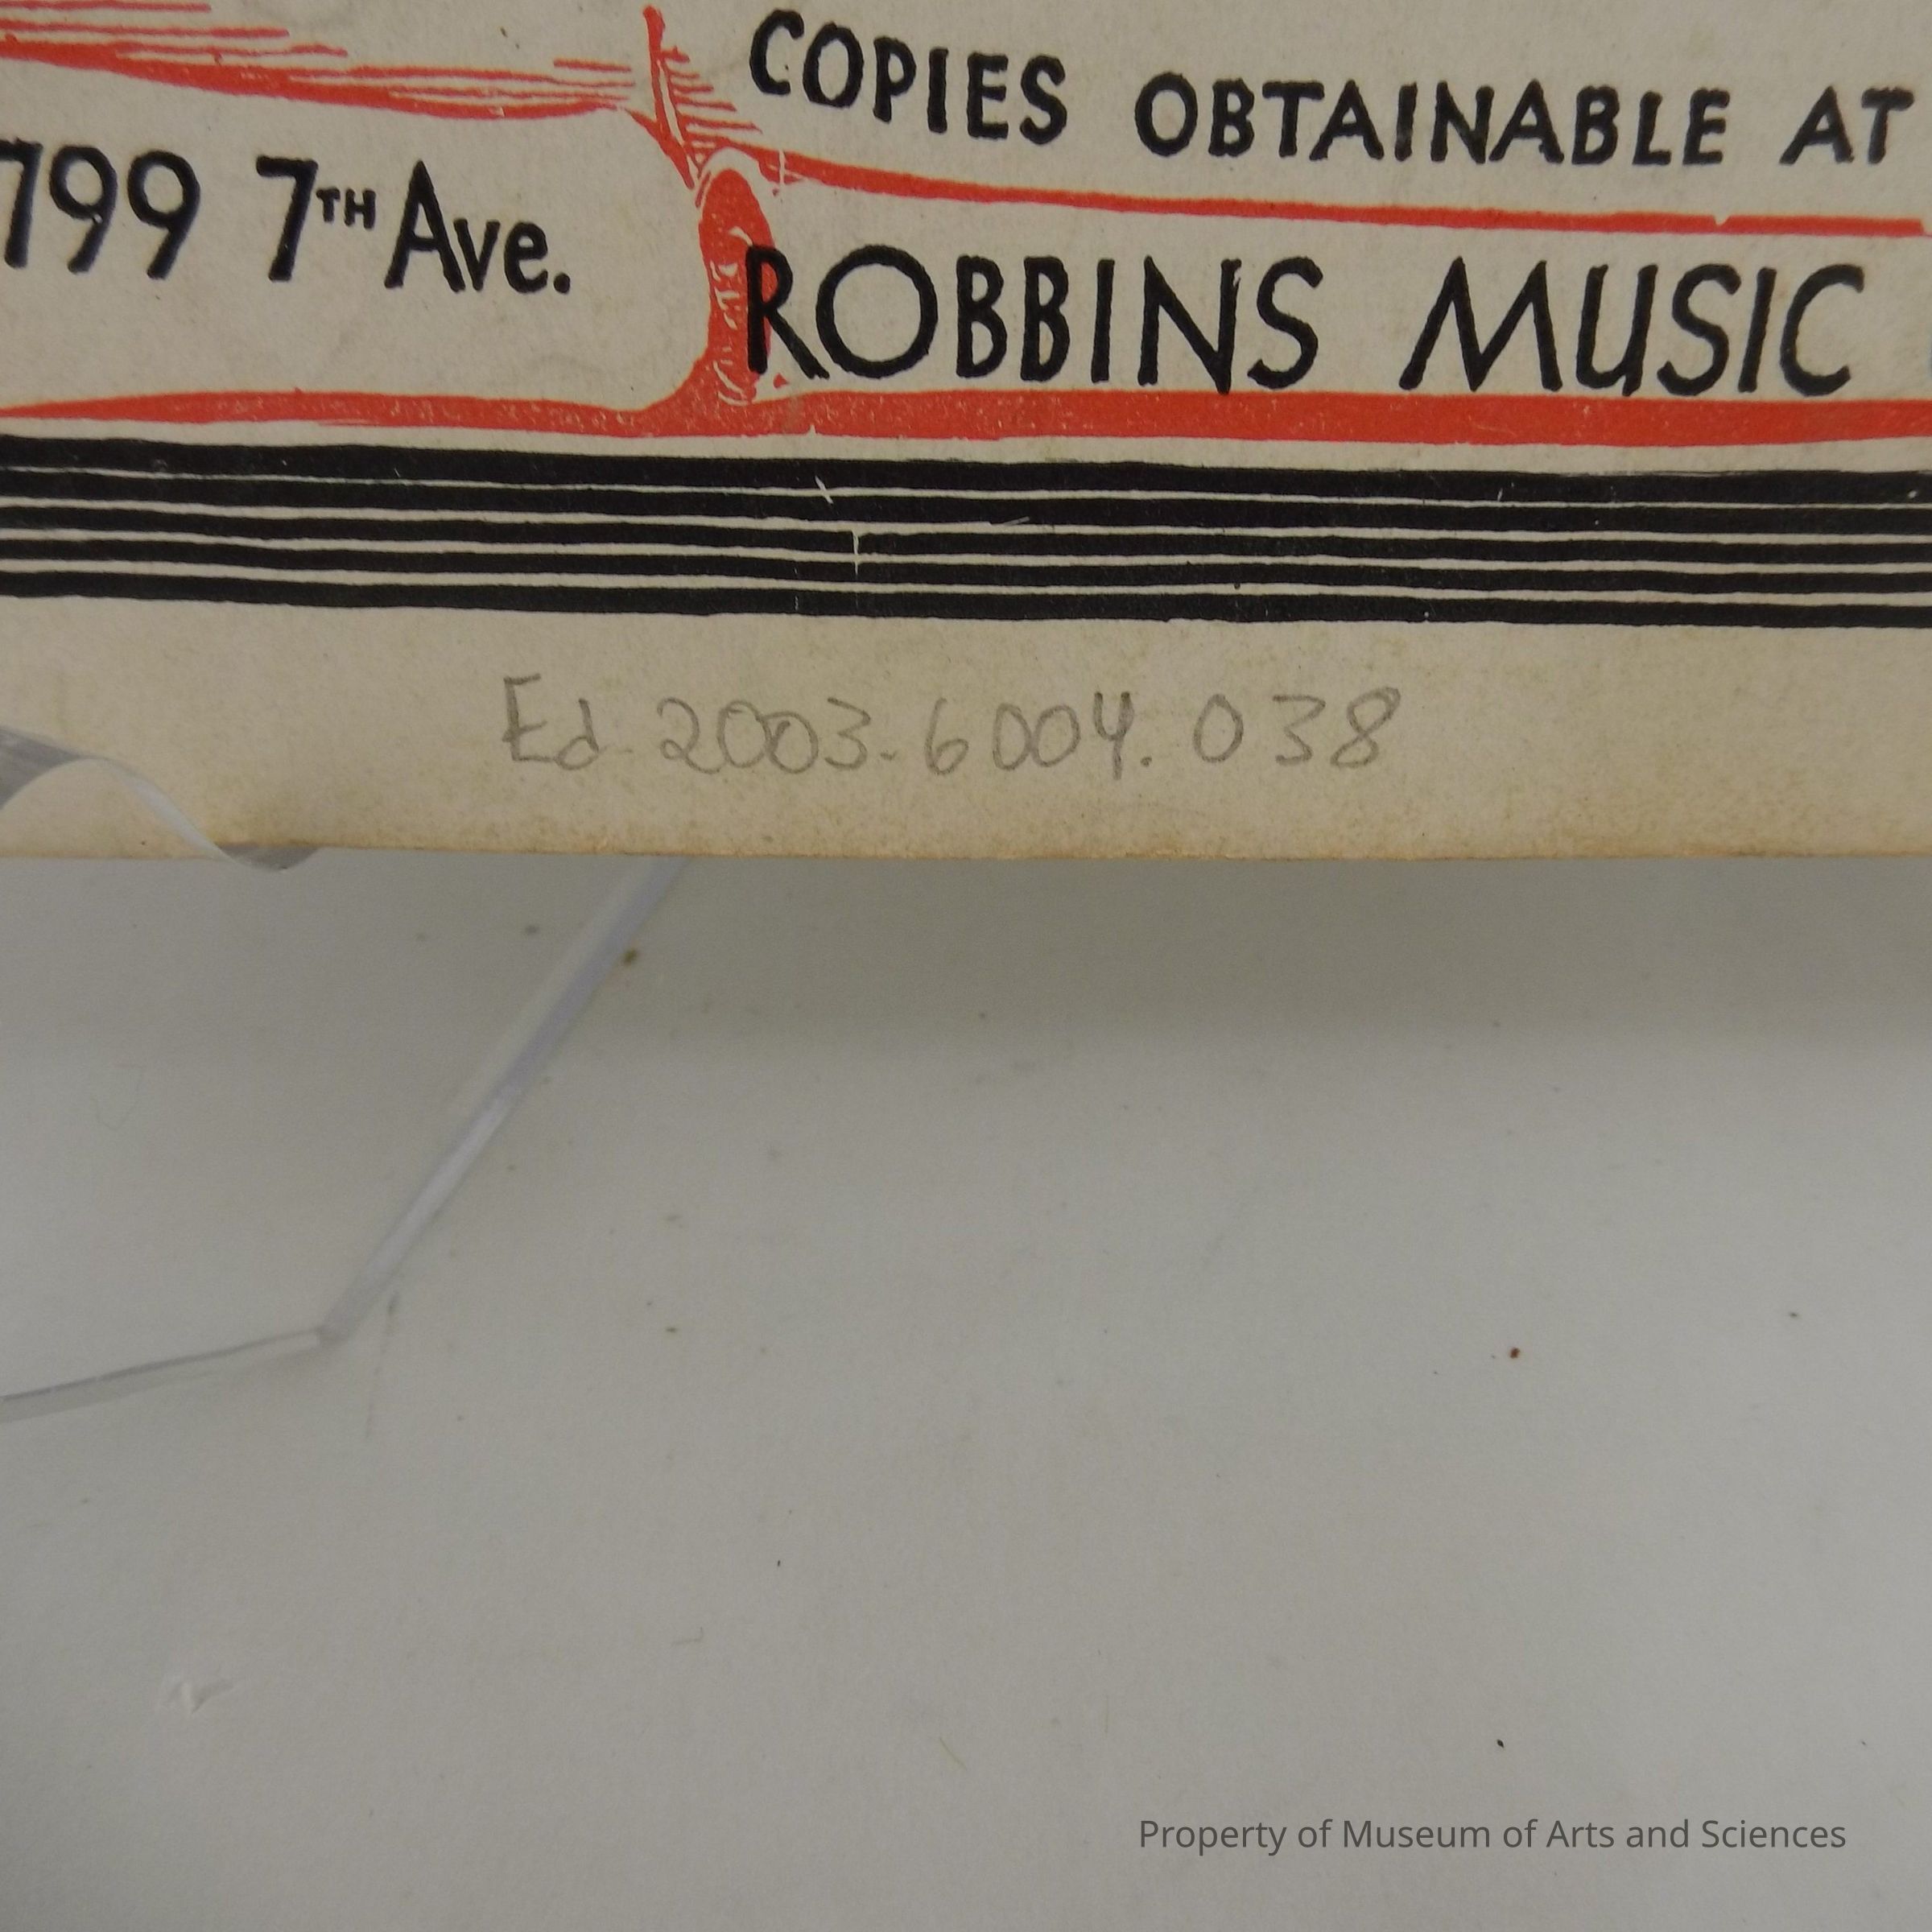 COPIES OBTAINABLE AT
799 7TH Ave.
ROBBINS MUSIC
Ed 2003.6004.038
Property of Museum of Arts and Sciences